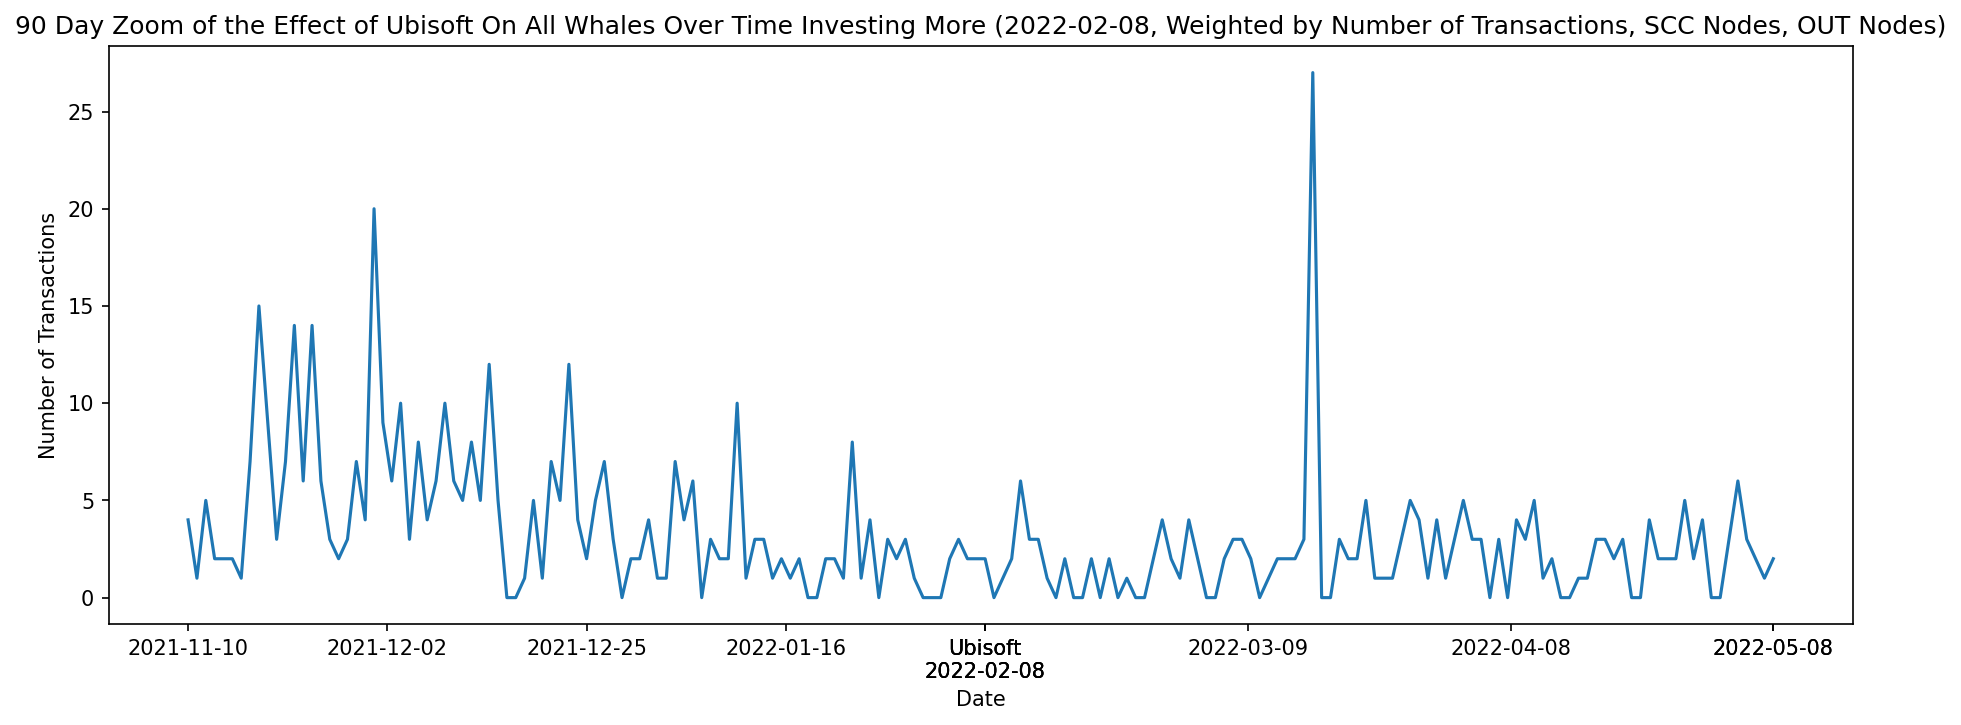 90 Day Zoom of the Effect of Ubisoft On All Whales Over Time Investing More (2022-02-08, Weighted by Number of Transactions, SCC Nodes, OUT Nodes)
Number of Transactions
25
20
15
10
5
0
2021-11-10 2021-12-02 2021-12-25 2022-01-16 Ubisoft 2022-03-09 2022-04-08 2022-05-08
2022-02-08
Date